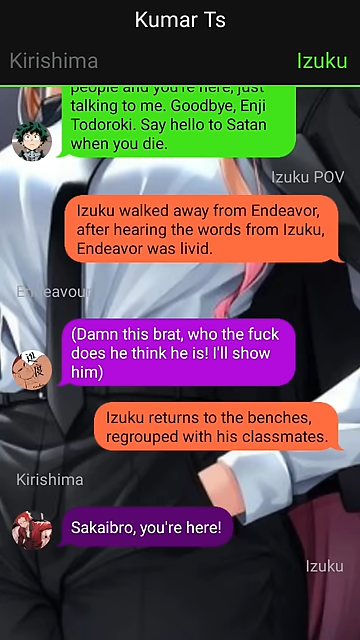 Kumar Ts
Kirishima
Izuku
people and you're here, just
talking to me. Goodbye, Enji
Todoroki. Say hello to Satan
when you die.
Izuku POV
Izuku walked away from Endeavor,
after hearing the words from Izuku,
Endeavor was livid.
Endeavour
(Damn this brat, who the fuck
does he think he is! I'll show
him)
Izuku returns to the benches,
regrouped with his classmates.
Kirishima
Sakaibro, you're here!
Izuku